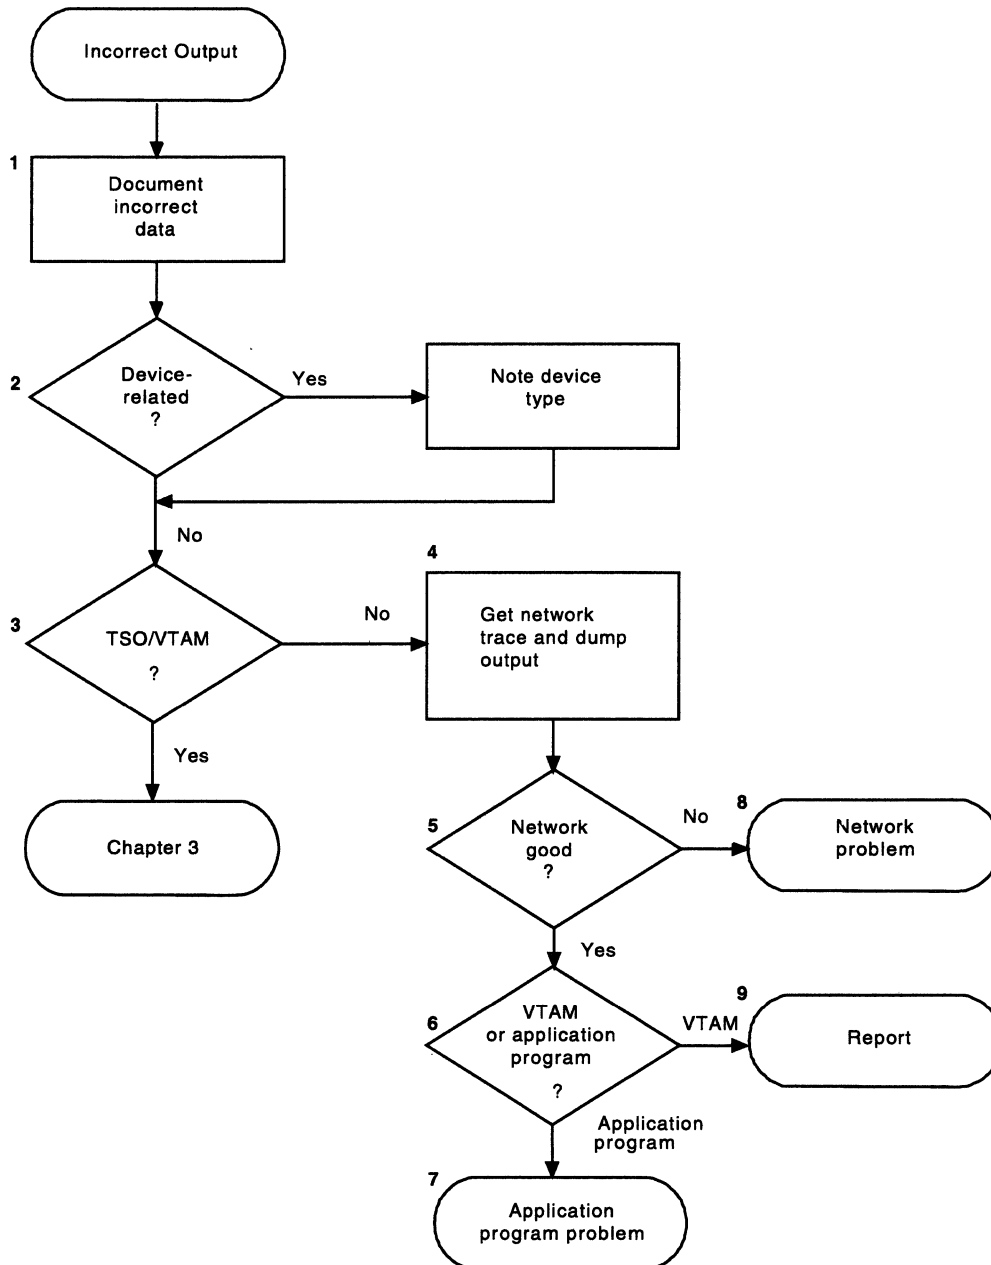 Incorrect Output
1
Document
incorrect
data
2
Device-
related
?
Yes
Note device
type
No
3
TSO/VTAM
?
No
4
Get network
trace and dump
output
Yes
Chapter 3
5
Network
good
?
No
8
Network
problem
Yes
6
VTAM
or application
program
?
VTAM
9
Report
Application
program
7
Application
program problem